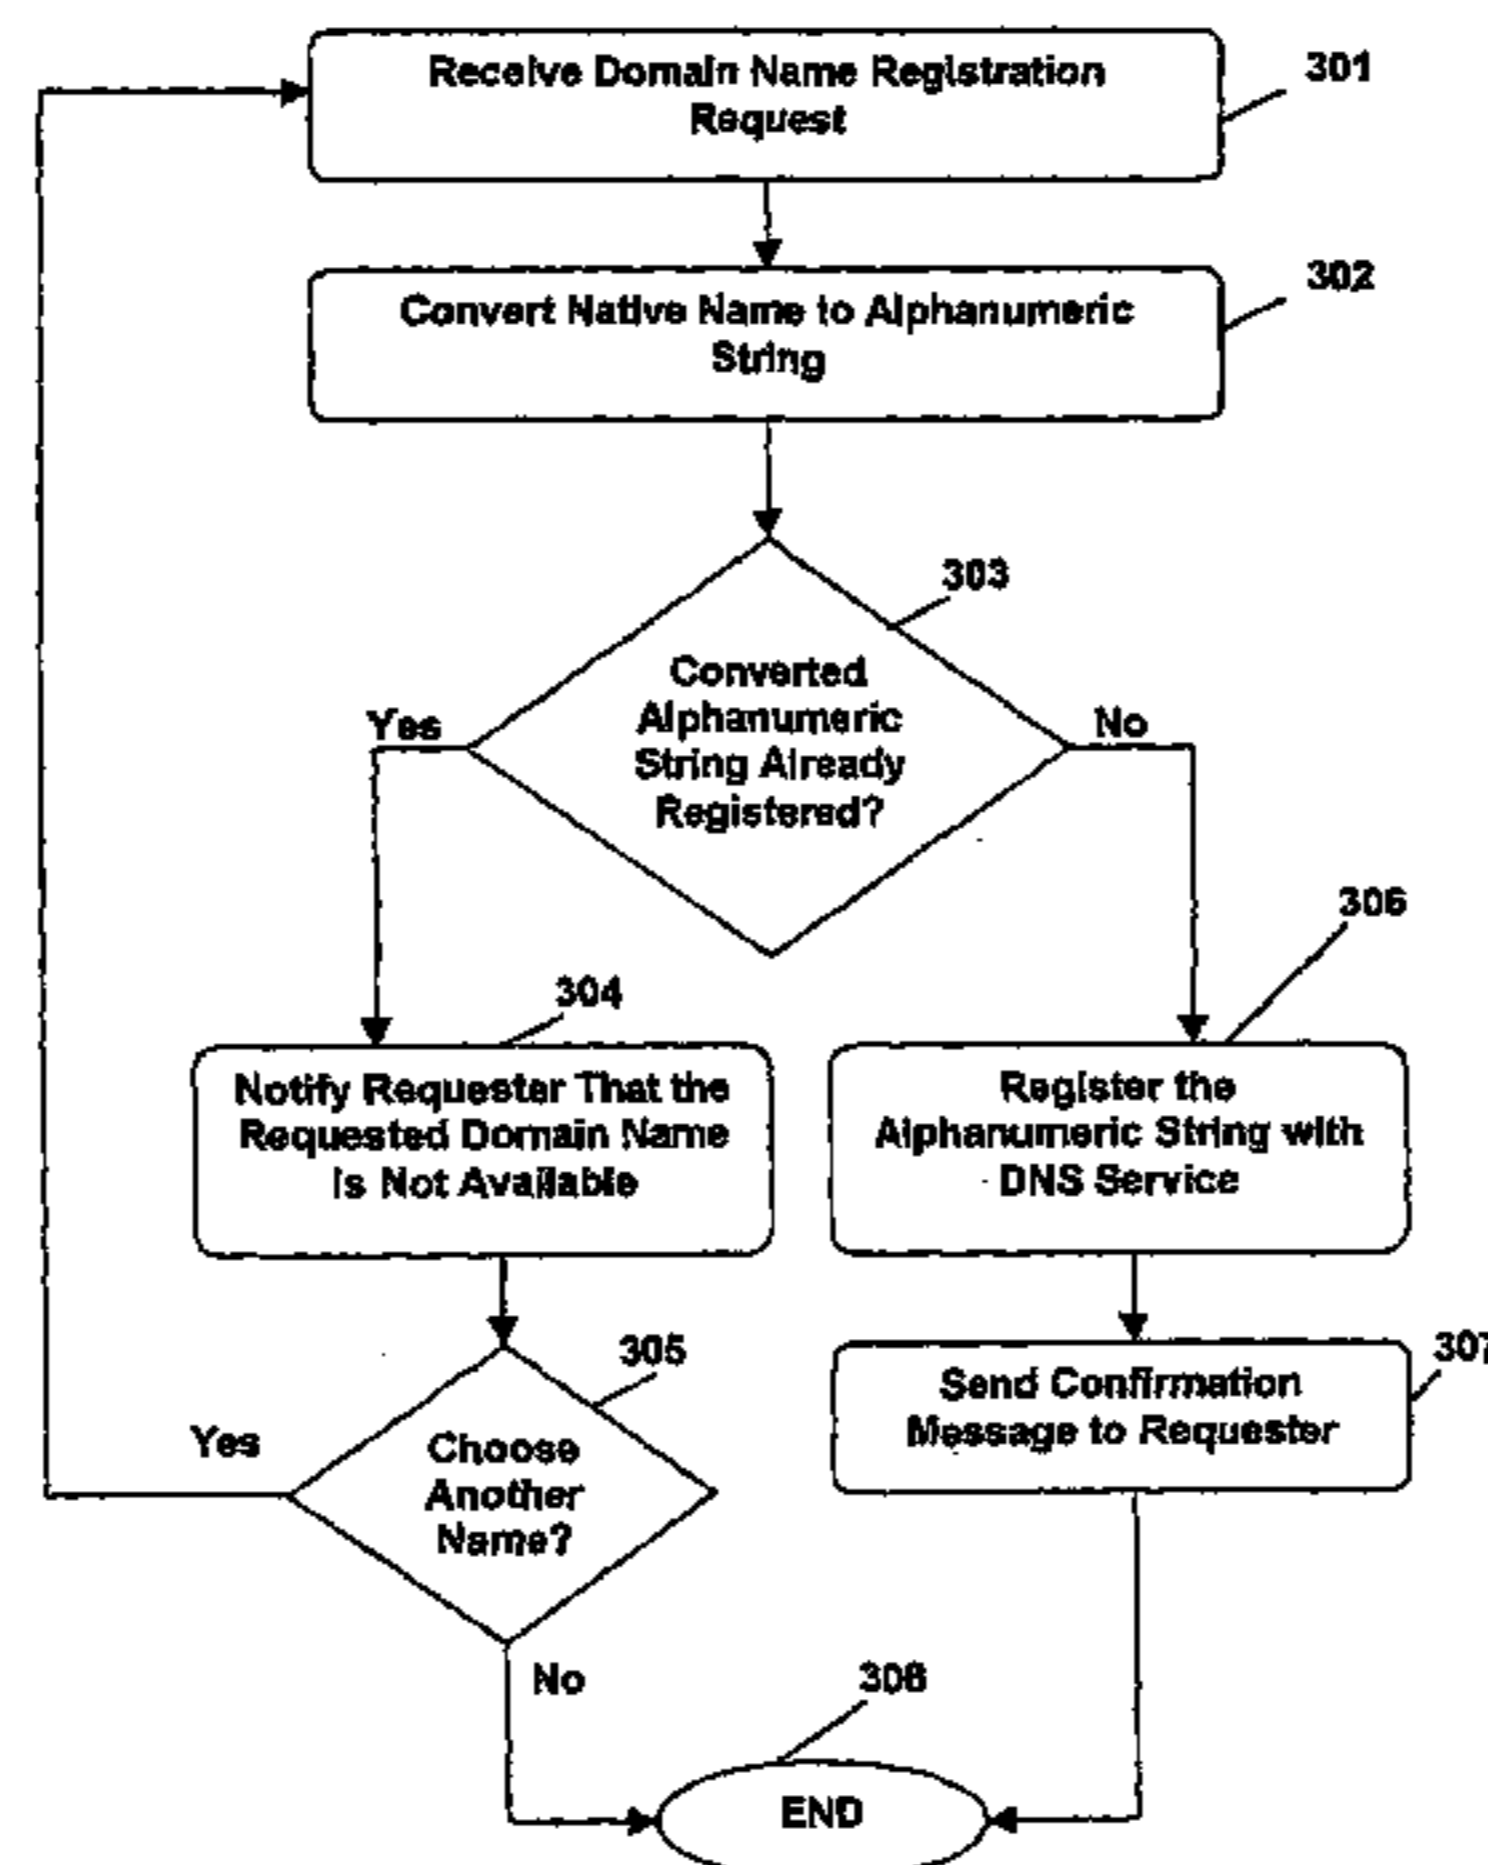 Receive Domain Name Registration
Request
301
Convert Native Name to Alphanumeric
String
302
303
Converted
Alphanumeric
String Already
Registered?
Yes
No
304
Notify Requester That the
Requested Domain Name
Is Not Available
306
Register the
Alphanumeric String with
DNS Service
305
Choose
Another
Name?
Yes
No
307
Send Confirmation
Message to Requester
308
END